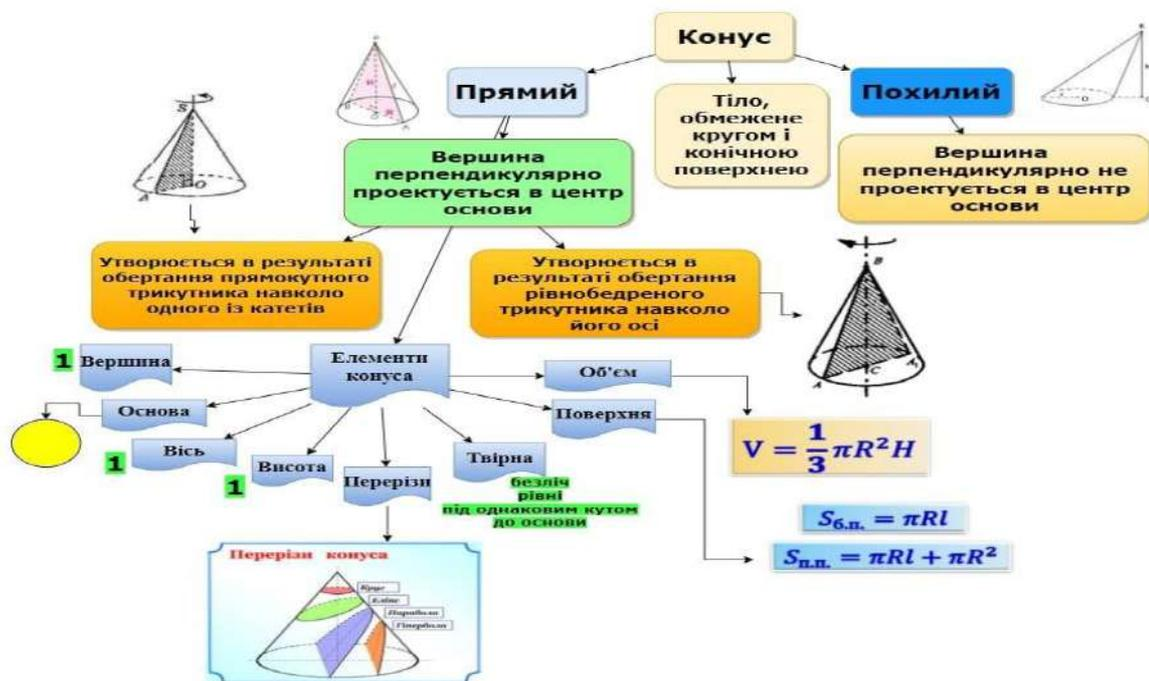 Конус
Прямий
Тіло,
обмежене
кругом і
конічною
поверхнею
Похилий
Вершина
перпендикулярно
проектується в центр
основи
Вершина
перпендикулярно не
проектується в центр
основи
Утворюється в результаті
обертання прямокутного
трикутника навколо
одного із катетів
Утворюється в
результаті обертання
рівнобедреного
трикутника навколо
його осі
S
O
A
B
C
A
A₁
Елементи
конуса
1
Вершина
Основа
1
Вісь
1
Висота
Перерізи
Твірна
безліч
рівні
під однаковим кутом
до основи
Поверхня
Об'єм
V = 1/3 πR²H
Sб.п. = πRl
Sп.п. = πRl + πR²
Перерізи конуса
Круг
Еліпс
Парабола
Гіпербола